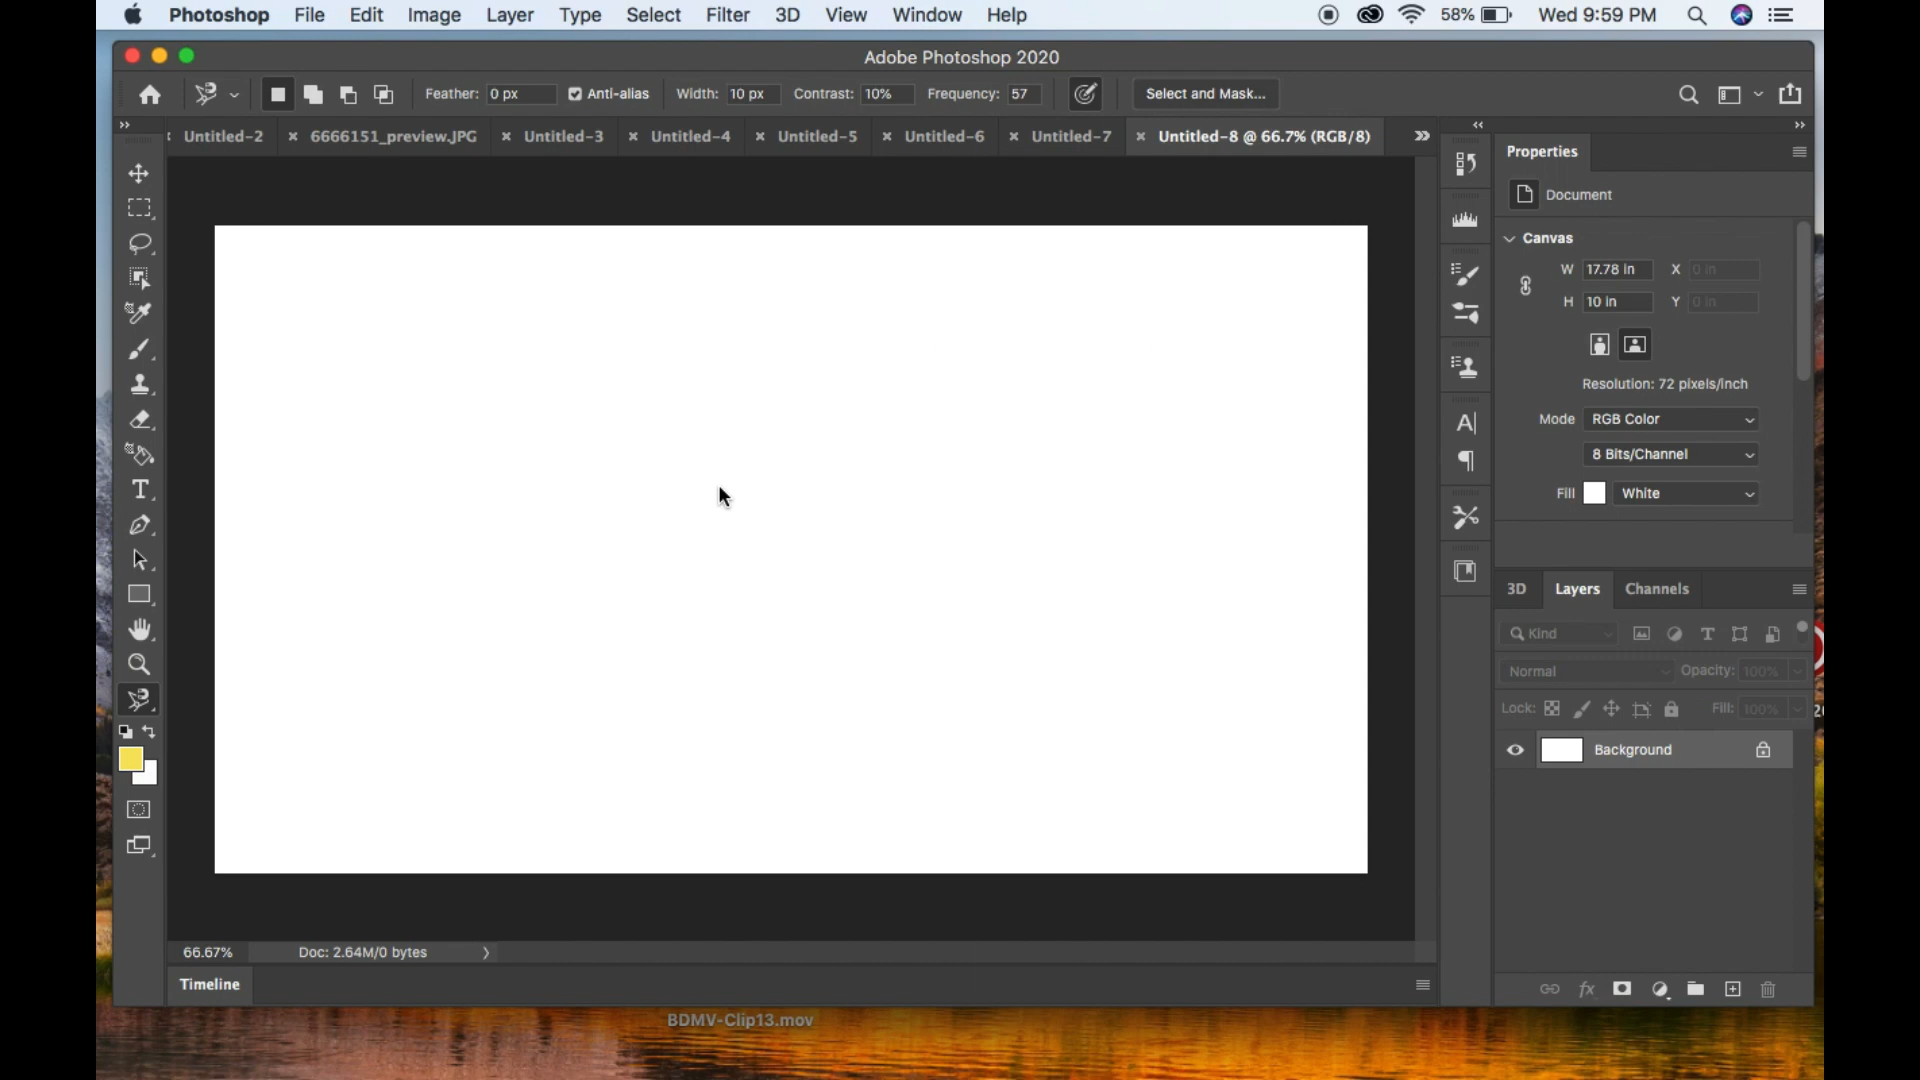 Photoshop File Edit Image Layer Type Select Filter 3D View Window Help 58% Wed 9:59 PM
Adobe Photoshop 2020
Feather: 0 px Anti-alias Width: 10 px Contrast: 10% Frequency: 57 Select and Mask...
Untitled-2 6666151_preview.JPG Untitled-3 Untitled-4 Untitled-5 Untitled-6 Untitled-7 Untitled-8 @ 66.7% (RGB/8)
Properties
Document
Canvas
W 17.78 in X 0 in
H 10 in Y 0 in
Resolution: 72 pixels/inch
Mode RGB Color
8 Bits/Channel
Fill White
3D Layers Channels
Kind
Normal Opacity: 100%
Lock: Fill: 100%
Background
66.67% Doc: 2.64M/0 bytes
Timeline
BDMV-Clip13.mov